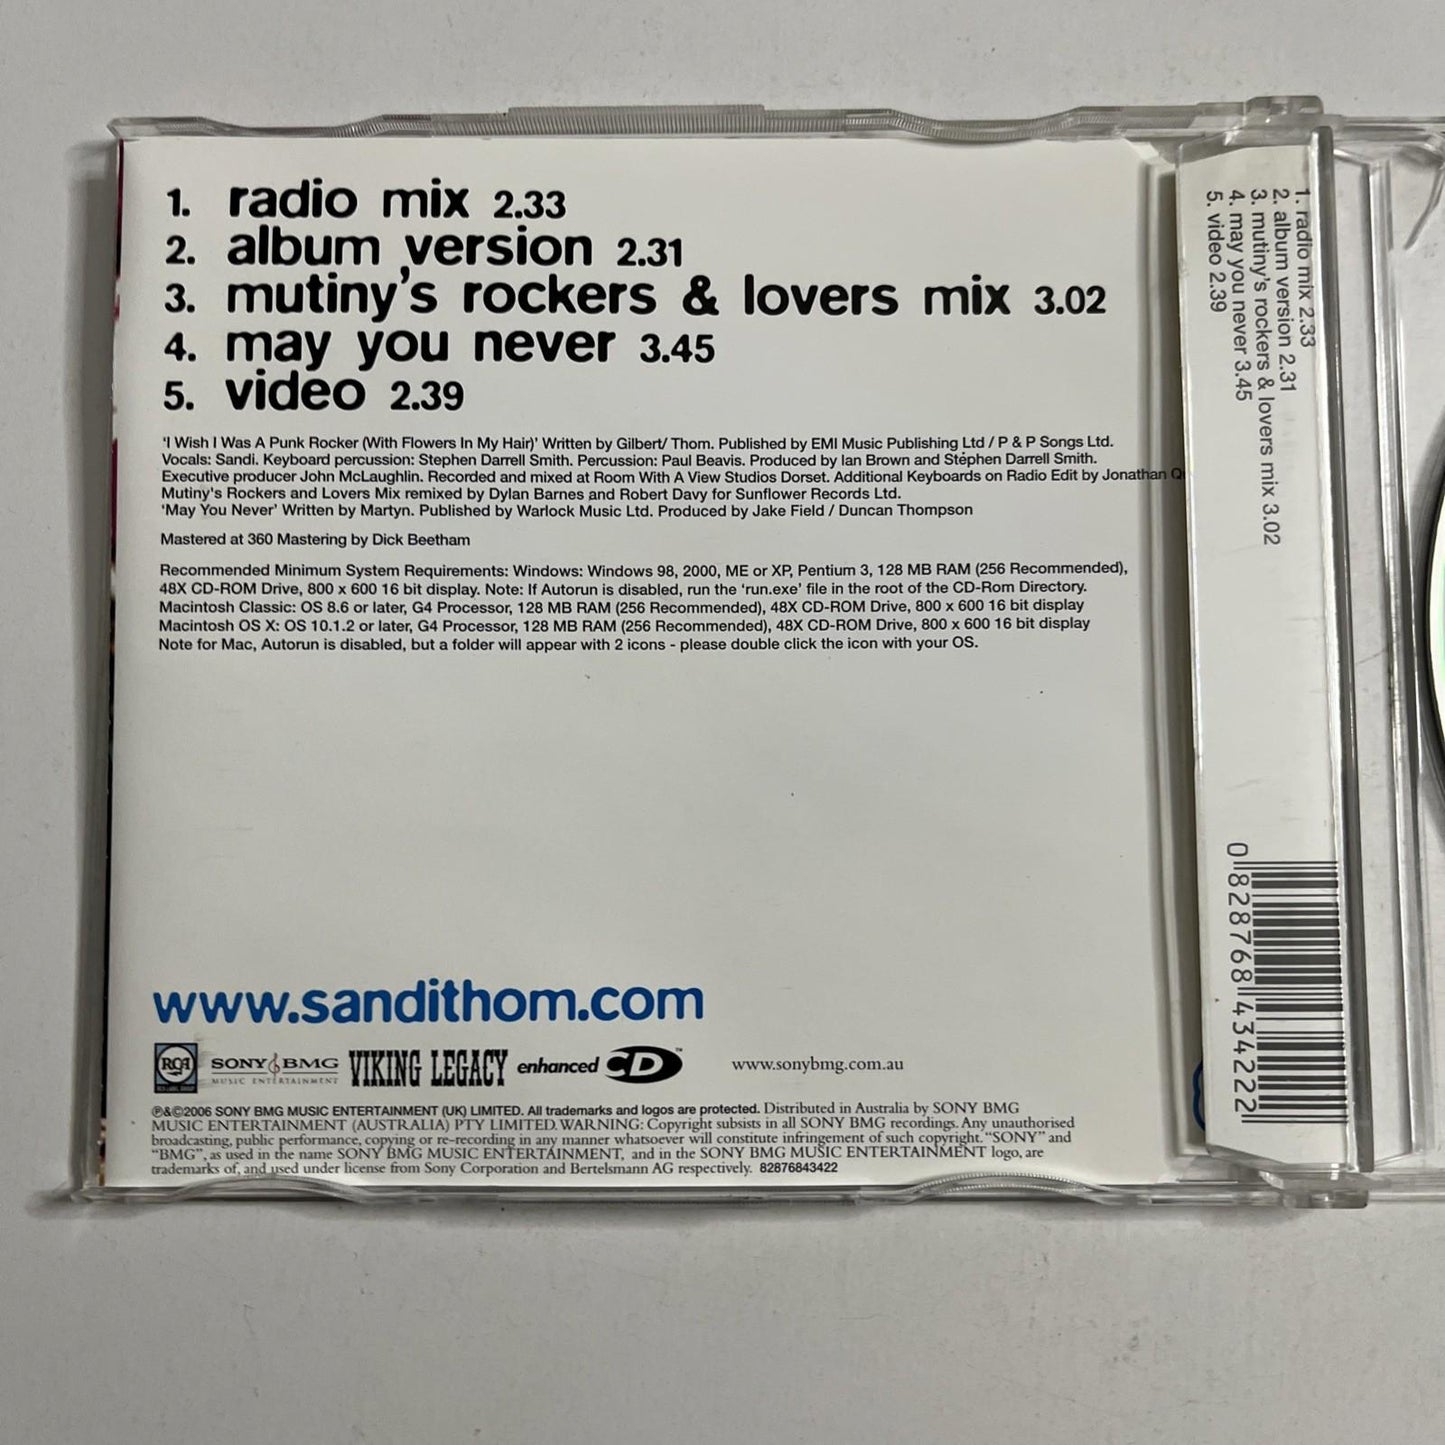 1. radio mix 2.33
2. album version 2.31
3. mutiny's rockers & lovers mix 3.02
4. may you never 3.45
5. video 2.39
'I Wish I Was A Punk Rocker (With Flowers In My Hair)' Written by Gilbert/ Thom. Published by EMI Music Publishing Ltd / P & P Songs Ltd.
Vocals: Sandi. Keyboard percussion: Stephen Darrell Smith. Percussion: Paul Beavis. Produced by Ian Brown and Stephen Darrell Smith.
Executive producer John McLaughlin. Recorded and mixed at Room With A View Studios Dorset. Additional Keyboards on Radio Edit by Jonathan
Mutiny's Rockers and Lovers Mix remixed by Dylan Barnes and Robert Davy for Sunflower Records Ltd.
'May You Never' Written by Martyn. Published by Warlock Music Ltd. Produced by Jake Field / Duncan Thompson
Mastered at 360 Mastering by Dick Beetham
Recommended Minimum System Requirements: Windows: Windows 98, 2000, ME or XP, Pentium 3, 128 MB RAM (256 Recommended),
48X CD-ROM Drive, 800 x 600 16 bit display. Note: If Autorun is disabled, run the 'run.exe' file in the root of the CD-Rom Directory.
Macintosh Classic: OS 8.6 or later, G4 Processor, 128 MB RAM (256 Recommended), 48X CD-ROM Drive, 800 x 600 16 bit display
Macintosh OS X: OS 10.1.2 or later, G4 Processor, 128 MB RAM (256 Recommended), 48X CD-ROM Drive, 800 x 600 16 bit display
Note for Mac, Autorun is disabled, but a folder will appear with 2 icons - please double click the icon with your OS.
www.sandithom.com
RCA SONY BMG VIKING LEGACY enhanced CD™ www.sonybmg.com.au
MUSIC ENTERTAINMENT
℗&©2006 SONY BMG MUSIC ENTERTAINMENT (UK) LIMITED. All trademarks and logos are protected. Distributed in Australia by SONY BMG
MUSIC ENTERTAINMENT (AUSTRALIA) PTY LIMITED. WARNING: Copyright subsists in all SONY BMG recordings. Any unauthorised
broadcasting, public performance, copying or re-recording in any manner whatsoever will constitute infringement of such copyright. "SONY" and
"BMG", as used in the name SONY BMG MUSIC ENTERTAINMENT, and in the SONY BMG MUSIC ENTERTAINMENT logo, are
trademarks of, and used under license from Sony Corporation and Bertelsmann AG respectively. 82876843422
1. radio mix 2.33
2. album version 2.31
3. mutiny's rockers & lovers mix 3.02
4. may you never 3.45
5. video 2.39
0 82876 84342 2